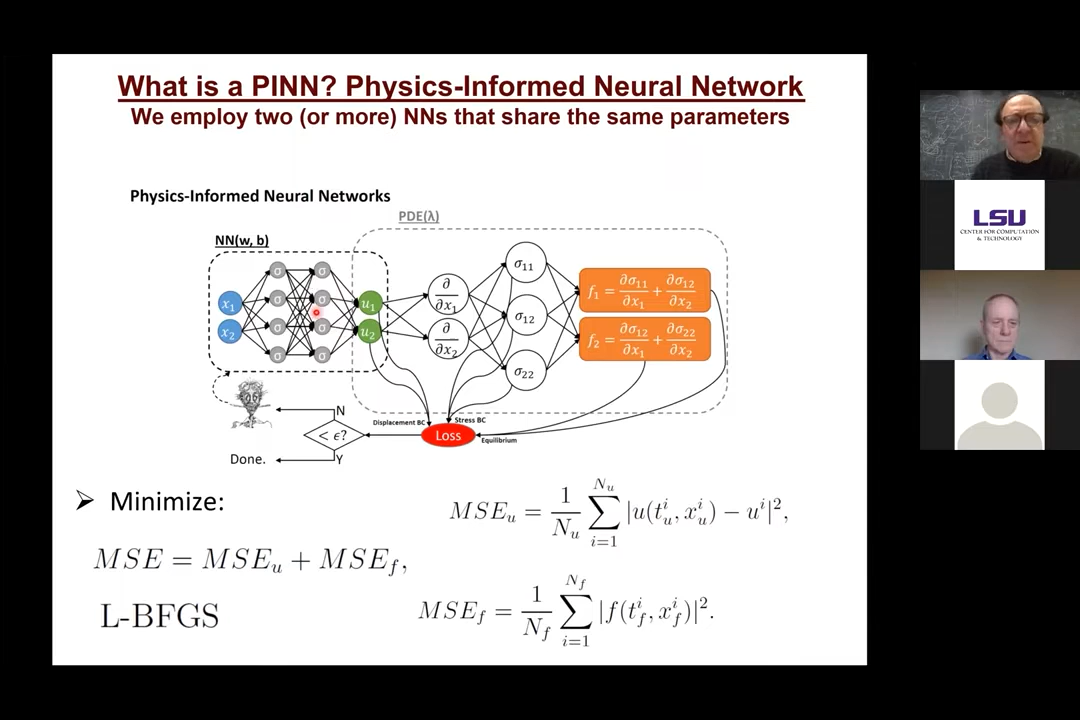 What is a PINN? Physics-Informed Neural Network
We employ two (or more) NNs that share the same parameters
Physics-Informed Neural Networks
PDE(λ)
NN(w, b)
x₁
x₂
σ σ
σ σ
σ σ
σ σ
u₁
u₂
∂/∂x₁
∂/∂x₂
σ₁₁
σ₁₂
σ₂₂
f₁ = ∂σ₁₁/∂x₁ + ∂σ₁₂/∂x₂
f₂ = ∂σ₁₂/∂x₁ + ∂σ₂₂/∂x₂
Displacement BC
Stress BC
Equilibrium
Loss
< ϵ?
N
Y
Done.
➢ Minimize:
MSE = MSE_u + MSE_f,
L-BFGS
MSE_u = 1/N_u ∑_{i=1}^{N_u} |u(t_u^i, x_u^i) − u^i|²,
MSE_f = 1/N_f ∑_{i=1}^{N_f} |f(t_f^i, x_f^i)|².
LSU
CENTER FOR COMPUTATION
& TECHNOLOGY